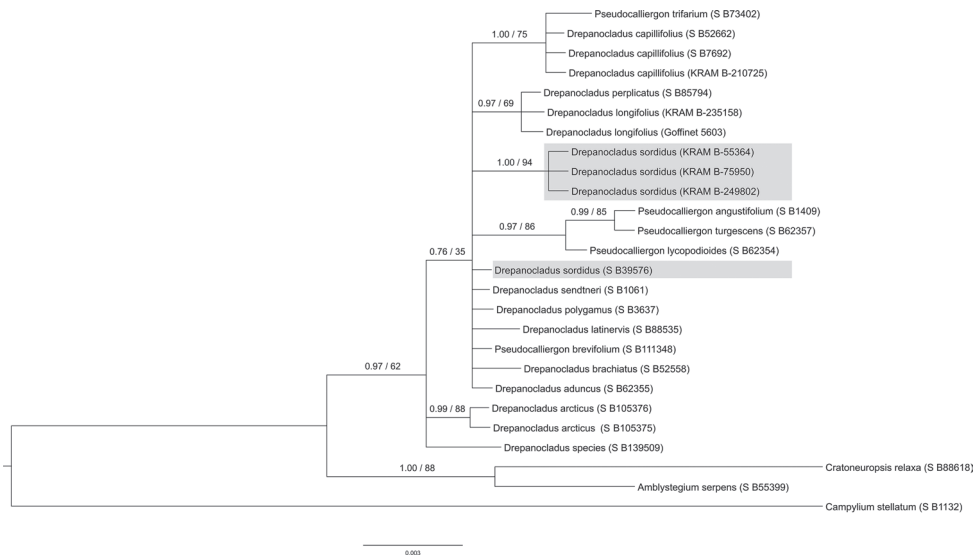 Pseudocalliergon trifarium (S B73402)
1.00 / 75
Drepanocladus capillifolius (S B52662)
Drepanocladus capillifolius (S B7692)
Drepanocladus capillifolius (KRAM B-210725)
Drepanocladus perplicatus (S B85794)
0.97 / 69
Drepanocladus longifolius (KRAM B-235158)
Drepanocladus longifolius (Goffinet 5603)
Drepanocladus sordidus (KRAM B-55364)
1.00 / 94
Drepanocladus sordidus (KRAM B-75950)
Drepanocladus sordidus (KRAM B-249802)
0.99 / 85
Pseudocalliergon angustifolium (S B1409)
0.97 / 86
Pseudocalliergon turgescens (S B62357)
Pseudocalliergon lycopodioides (S B62354)
0.76 / 35
Drepanocladus sordidus (S B39576)
Drepanocladus sendtneri (S B1061)
Drepanocladus polygamus (S B3637)
Drepanocladus latinervis (S B88535)
Pseudocalliergon brevifolium (S B111348)
0.97 / 62
Drepanocladus brachiatus (S B52558)
Drepanocladus aduncus (S B62355)
0.99 / 88
Drepanocladus arcticus (S B105376)
Drepanocladus arcticus (S B105375)
Drepanocladus species (S B139509)
1.00 / 88
Cratoneuropsis relaxa (S B88618)
Amblystegium serpens (S B55399)
Campylium stellatum (S B1132)
0.003